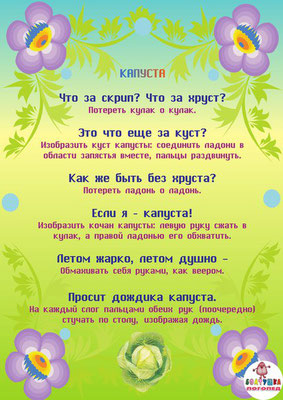 КАПУСТА
Что за скрип? Что за хруст?
Потереть кулак о кулак.
Это что еще за куст?
Изобразить куст капусты: соединить ладони в
области запястья вместе, пальцы раздвинуть.
Как же быть без хруста?
Потереть ладонь о ладонь.
Если я - капуста!
Изобразить кочан капусты: левую руку сжать в
кулак, а правой ладонью его обхватить.
Летом жарко, летом душно -
Обмахивать себя руками, как веером.
Просит дождика капуста.
На каждый слог пальцами обеих рук (поочередно)
стучать по столу, изображая дождь.
БОЛТУШКА
ЛОГОПЕД